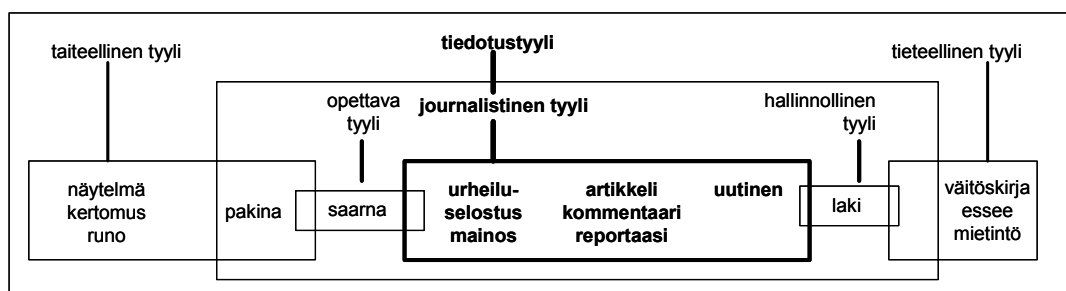 taiteellinen tyyli
tiedotustyyli
tieteellinen tyyli
opettava
tyyli
journalistinen tyyli
hallinnollinen
tyyli
näytelmä
kertomus
runo
pakina
saarna
urheilu-
selostus
mainos
artikkeli
kommentaari
reportaasi
uutinen
laki
väitöskirja
essee
mietintö